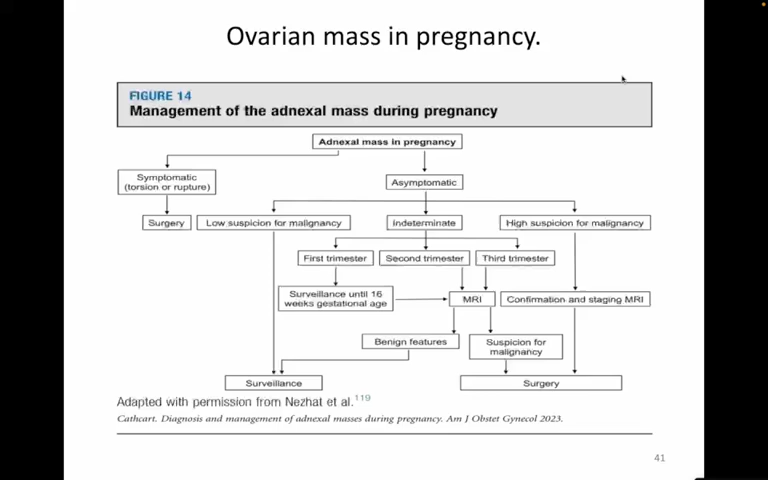 Ovarian mass in pregnancy.
FIGURE 14
Management of the adnexal mass during pregnancy
Adnexal mass in pregnancy
Symptomatic
(torsion or rupture)
Asymptomatic
Surgery
Low suspicion for malignancy
Indeterminate
High suspicion for malignancy
First trimester
Second trimester
Third trimester
Surveillance until 16
weeks gestational age
MRI
Confirmation and staging MRI
Benign features
Suspicion for
malignancy
Surveillance
Surgery
Adapted with permission from Nezhat et al.119
Cathcart. Diagnosis and management of adnexal masses during pregnancy. Am J Obstet Gynecol 2023.
41